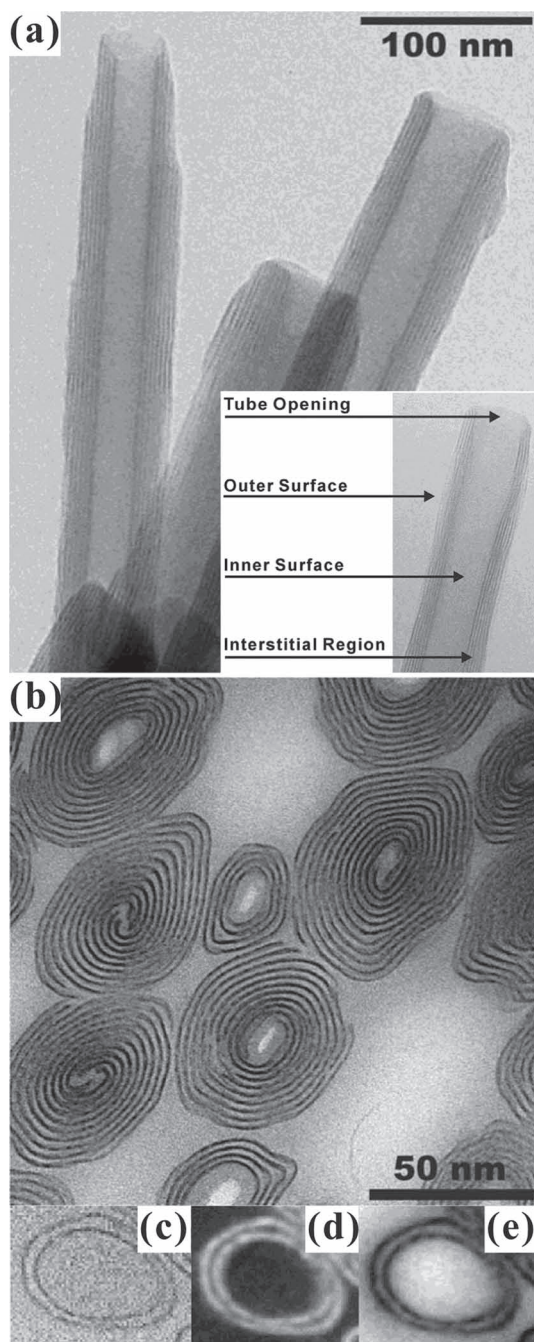 (a)
100 nm
Tube Opening
Outer Surface
Inner Surface
Interstitial Region
(b)
50 nm
(c) (d) (e)